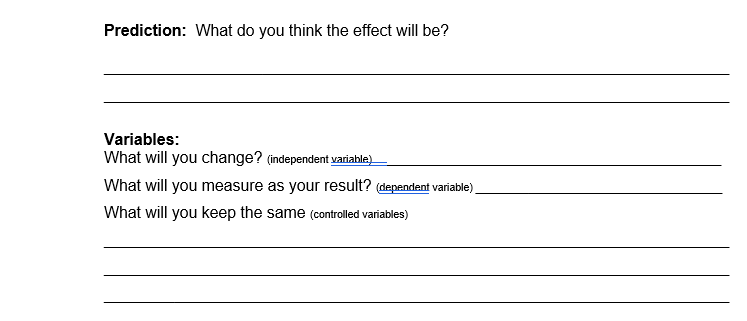 Prediction: What do you think the effect will be?
Variables:
What will you change? (independent variable)
What will you measure as your result? (dependent variable)
What will you keep the same (controlled variables)